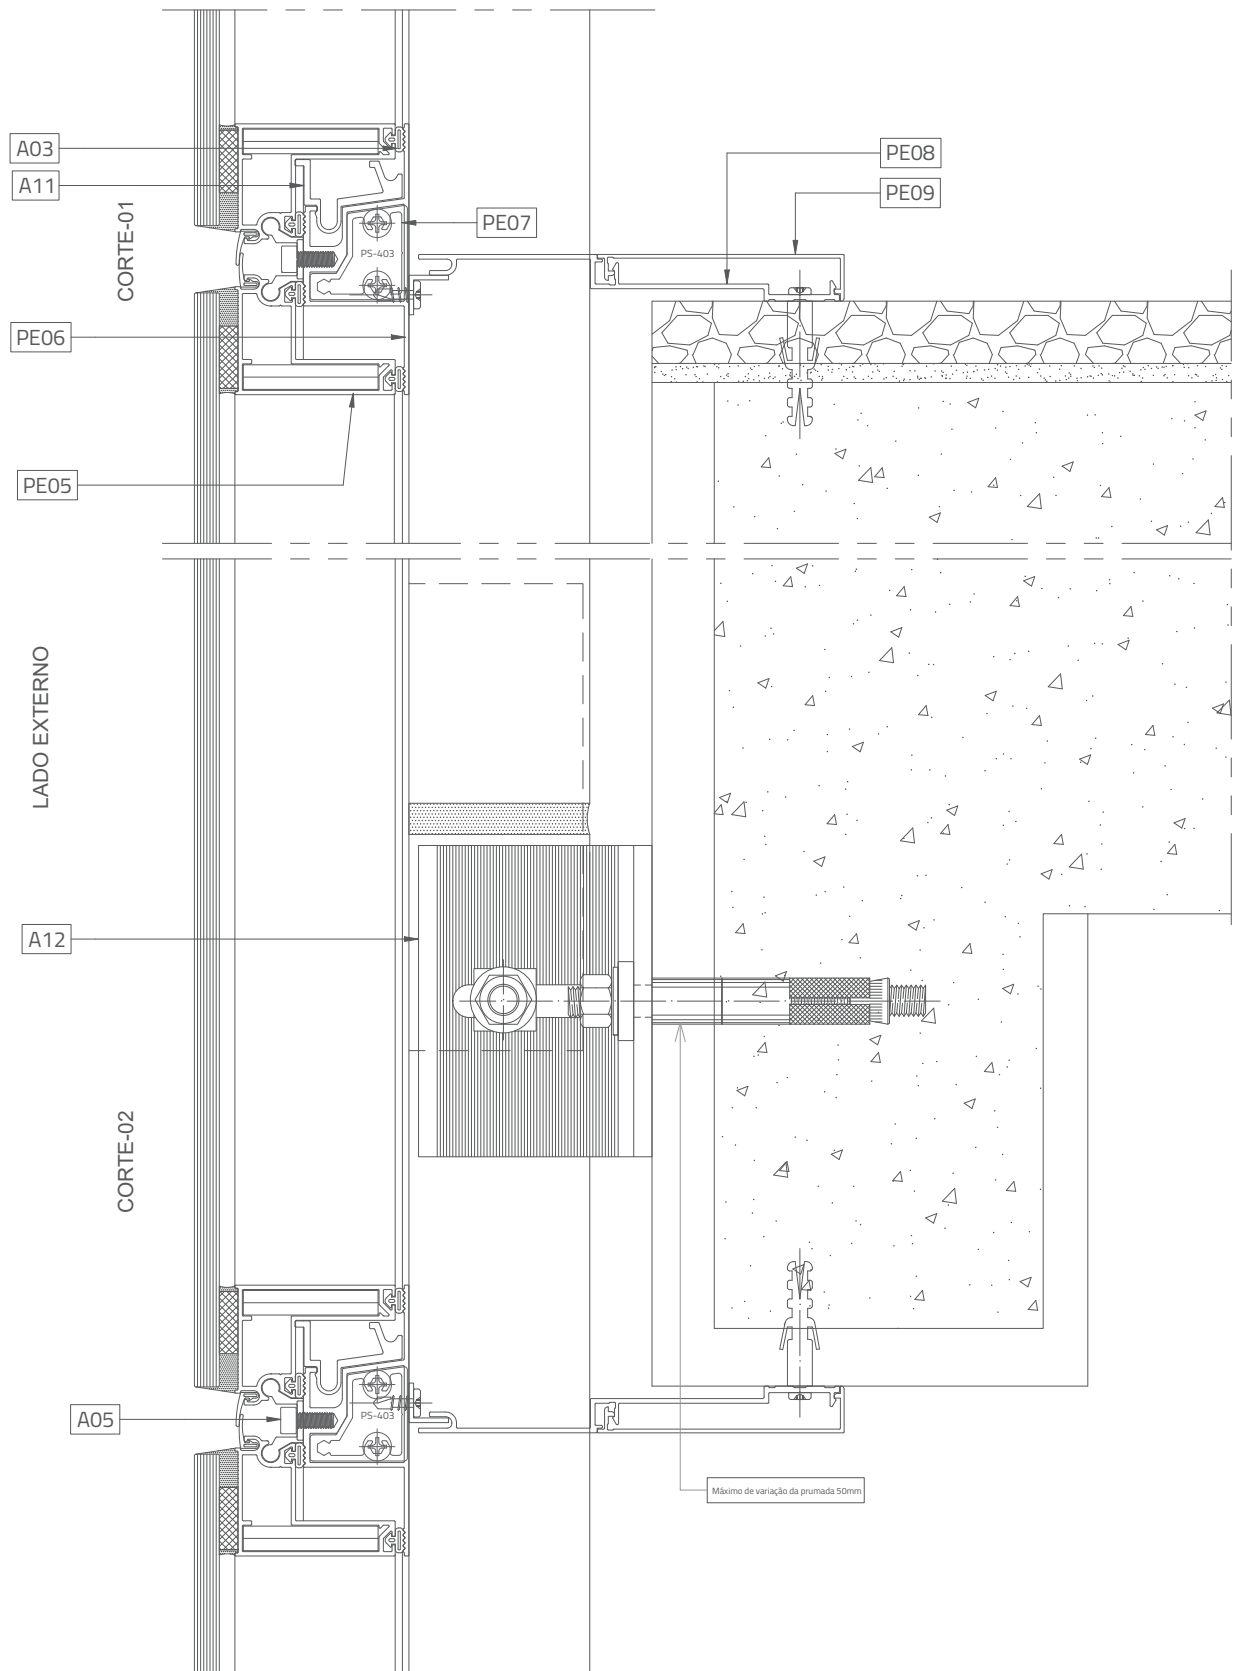 A03
A11
CORTE-01
PE06
PE05
PE07
PS-403
PE08
PE09
LADO EXTERNO
A12
CORTE-02
A05
PS-403
Máximo de variação da prumada 50mm